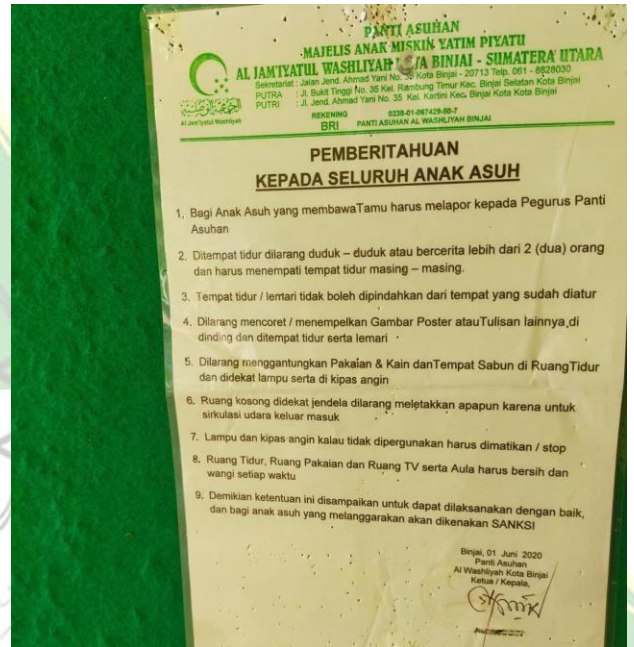 PANTI ASUHAN
MAJELIS ANAK MISKIN YATIM PIYATU
AL JAM'IYATUL WASHLIYAH KOTA BINJAI - SUMATERA UTARA
Sekretariat : Jalan Jend. Ahmad Yani No. 35 Kota Binjai - 20713 Telp. 061 - 8828030
PUTRA : Jl. Bukit Tinggi No. 35 Kel. Rambung Timur Kec. Binjai Selatan Kota Binjai
PUTRI : Jl. Jend. Ahmad Yani No. 35 Kel. Kartini Kec. Binjai Kota Kota Binjai
Al Jam'iyatul Washliyah
REKENING 0238-01-067429-50-7
BRI PANTI ASUHAN AL WASHLIYAH BINJAI
PEMBERITAHUAN
KEPADA SELURUH ANAK ASUH
1. Bagi Anak Asuh yang membawaTamu harus melapor kepada Pegurus Panti
Asuhan
2. Ditempat tidur dilarang duduk – duduk atau bercerita lebih dari 2 (dua) orang
dan harus menempati tempat tidur masing – masing.
3. Tempat tidur / lemari tidak boleh dipindahkan dari tempat yang sudah diatur
4. Dilarang mencoret / menempelkan Gambar Poster atauTulisan lainnya,di
dinding dan ditempat tidur serta lemari
5. Dilarang menggantungkan Pakaian & Kain danTempat Sabun di RuangTidur
dan didekat lampu serta di kipas angin
6. Ruang kosong didekat jendela dilarang meletakkan apapun karena untuk
sirkulasi udara keluar masuk
7. Lampu dan kipas angin kalau tidak dipergunakan harus dimatikan / stop
8. Ruang Tidur, Ruang Pakaian dan Ruang TV serta Aula harus bersih dan
wangi setiap waktu
9. Demikian ketentuan ini disampaikan untuk dapat dilaksanakan dengan baik,
dan bagi anak asuh yang melanggarakan akan dikenakan SANKSI
Binjai, 01 Juni 2020
Panti Asuhan
Al Washliyah Kota Binjai
Ketua / Kepala,